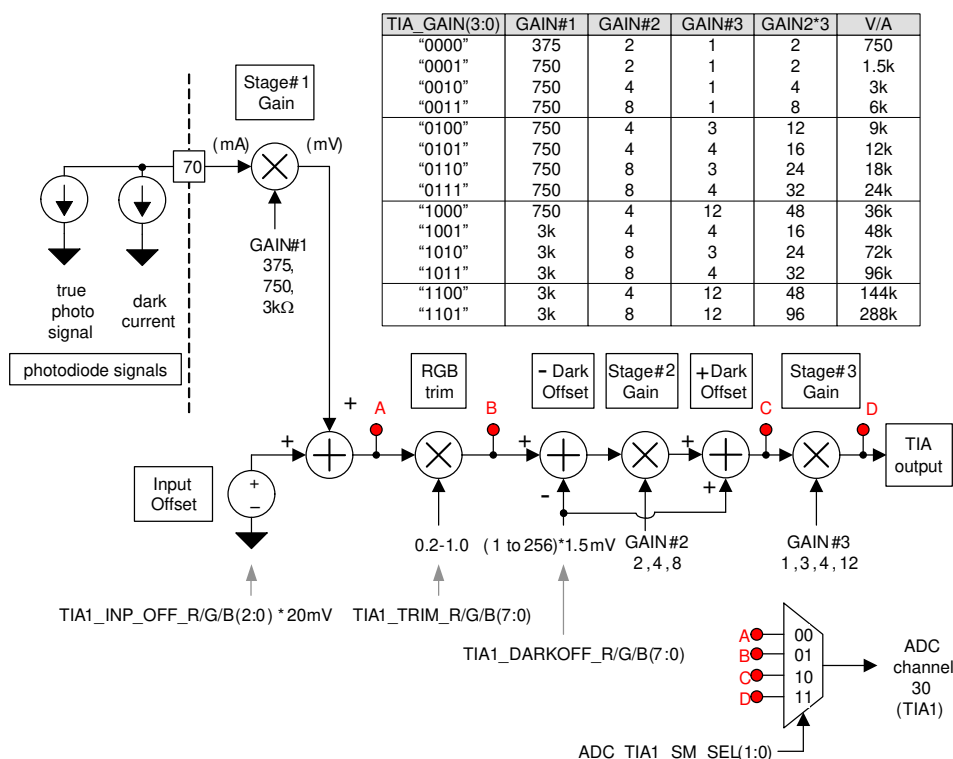 TIA_GAIN(3:0) GAIN#1 GAIN#2 GAIN#3 GAIN2*3 V/A
“0000” 375 2 1 2 750
“0001” 750 2 1 2 1.5k
“0010” 750 4 1 4 3k
“0011” 750 8 1 8 6k
“0100” 750 4 3 12 9k
“0101” 750 4 4 16 12k
“0110” 750 8 3 24 18k
“0111” 750 8 4 32 24k
“1000” 750 4 12 48 36k
“1001” 3k 4 4 16 48k
“1010” 3k 8 3 24 72k
“1011” 3k 8 4 32 96k
“1100” 3k 4 12 48 144k
“1101” 3k 8 12 96 288k
Stage#1
Gain
(mA)
(mV)
70
GAIN#1
375,
750,
3kΩ
true
photo
signal
dark
current
photodiode signals
RGB
trim
- Dark
Offset
Stage#2
Gain
+Dark
Offset
Stage#3
Gain
A
B
C
D
+
+
+
-
+
+
TIA
output
Input
Offset
+
−
0.2-1.0
(1 to 256)*1.5mV
GAIN#2
2,4,8
GAIN#3
1,3,4,12
TIA1_INP_OFF_R/G/B(2:0) *20mV
TIA1_TRIM_R/G/B(7:0)
TIA1_DARKOFF_R/G/B(7:0)
A 00
B 01
C 10
D 11
ADC
channel
30
(TIA1)
ADC_TIA1_SM_SEL(1:0)